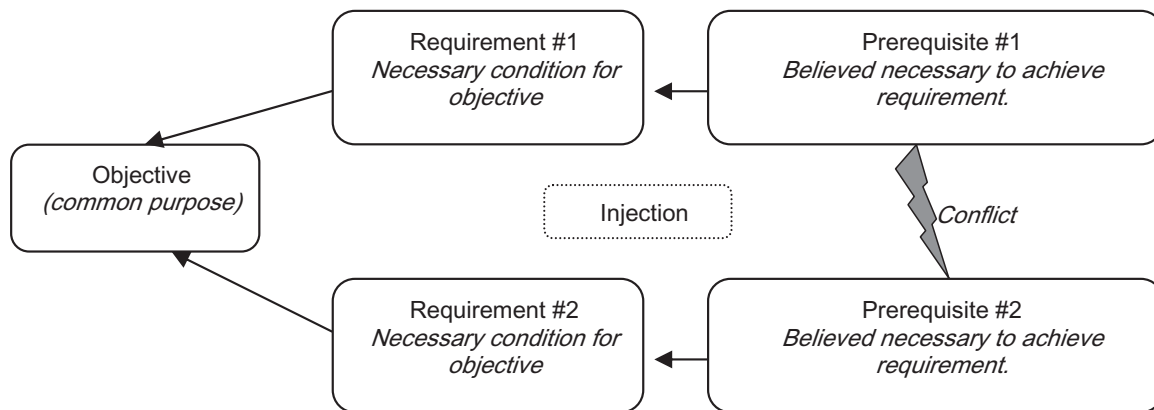 Requirement #1
Necessary condition for
objective
Prerequisite #1
Believed necessary to achieve
requirement.
Objective
(common purpose)
Injection
Conflict
Requirement #2
Necessary condition for
objective
Prerequisite #2
Believed necessary to achieve
requirement.